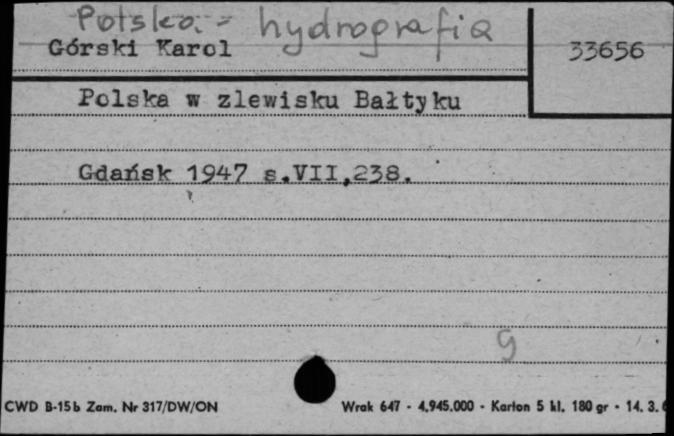 Polska - hydrografia
Górski Karol
33656
Polska w zlewisku Bałtyku
Gdańsk 1947 s.VII,238.
g
CWD B-15b Zam. Nr 317/DW/ON
Wrak 647 - 4.945.000 - Karton 5 kl. 180 gr - 14. 3.